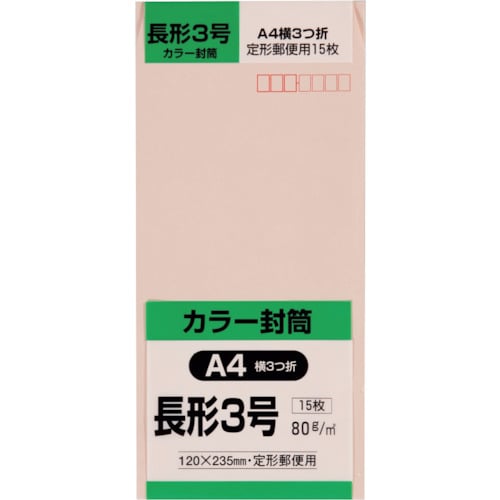 長形3号
カラー封筒
A4横3つ折
定形郵便用15枚
カラー封筒
A4 横3つ折
長形3号
15枚
80g/㎡
120×235mm・定形郵便用